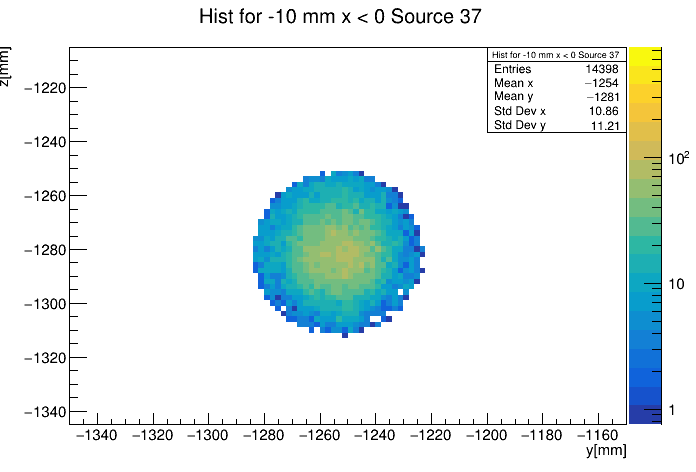 Hist for -10 mm x < 0 Source 37
z[mm]
Hist for -10 mm x < 0 Source 37
Entries 14398
Mean x −1254
Mean y −1281
Std Dev x 10.86
Std Dev y 11.21
−1220
−1240
−1260
−1280
−1300
−1320
−1340
10²
10
1
−1340 −1320 −1300 −1280 −1260 −1240 −1220 −1200 −1180 −1160
y[mm]